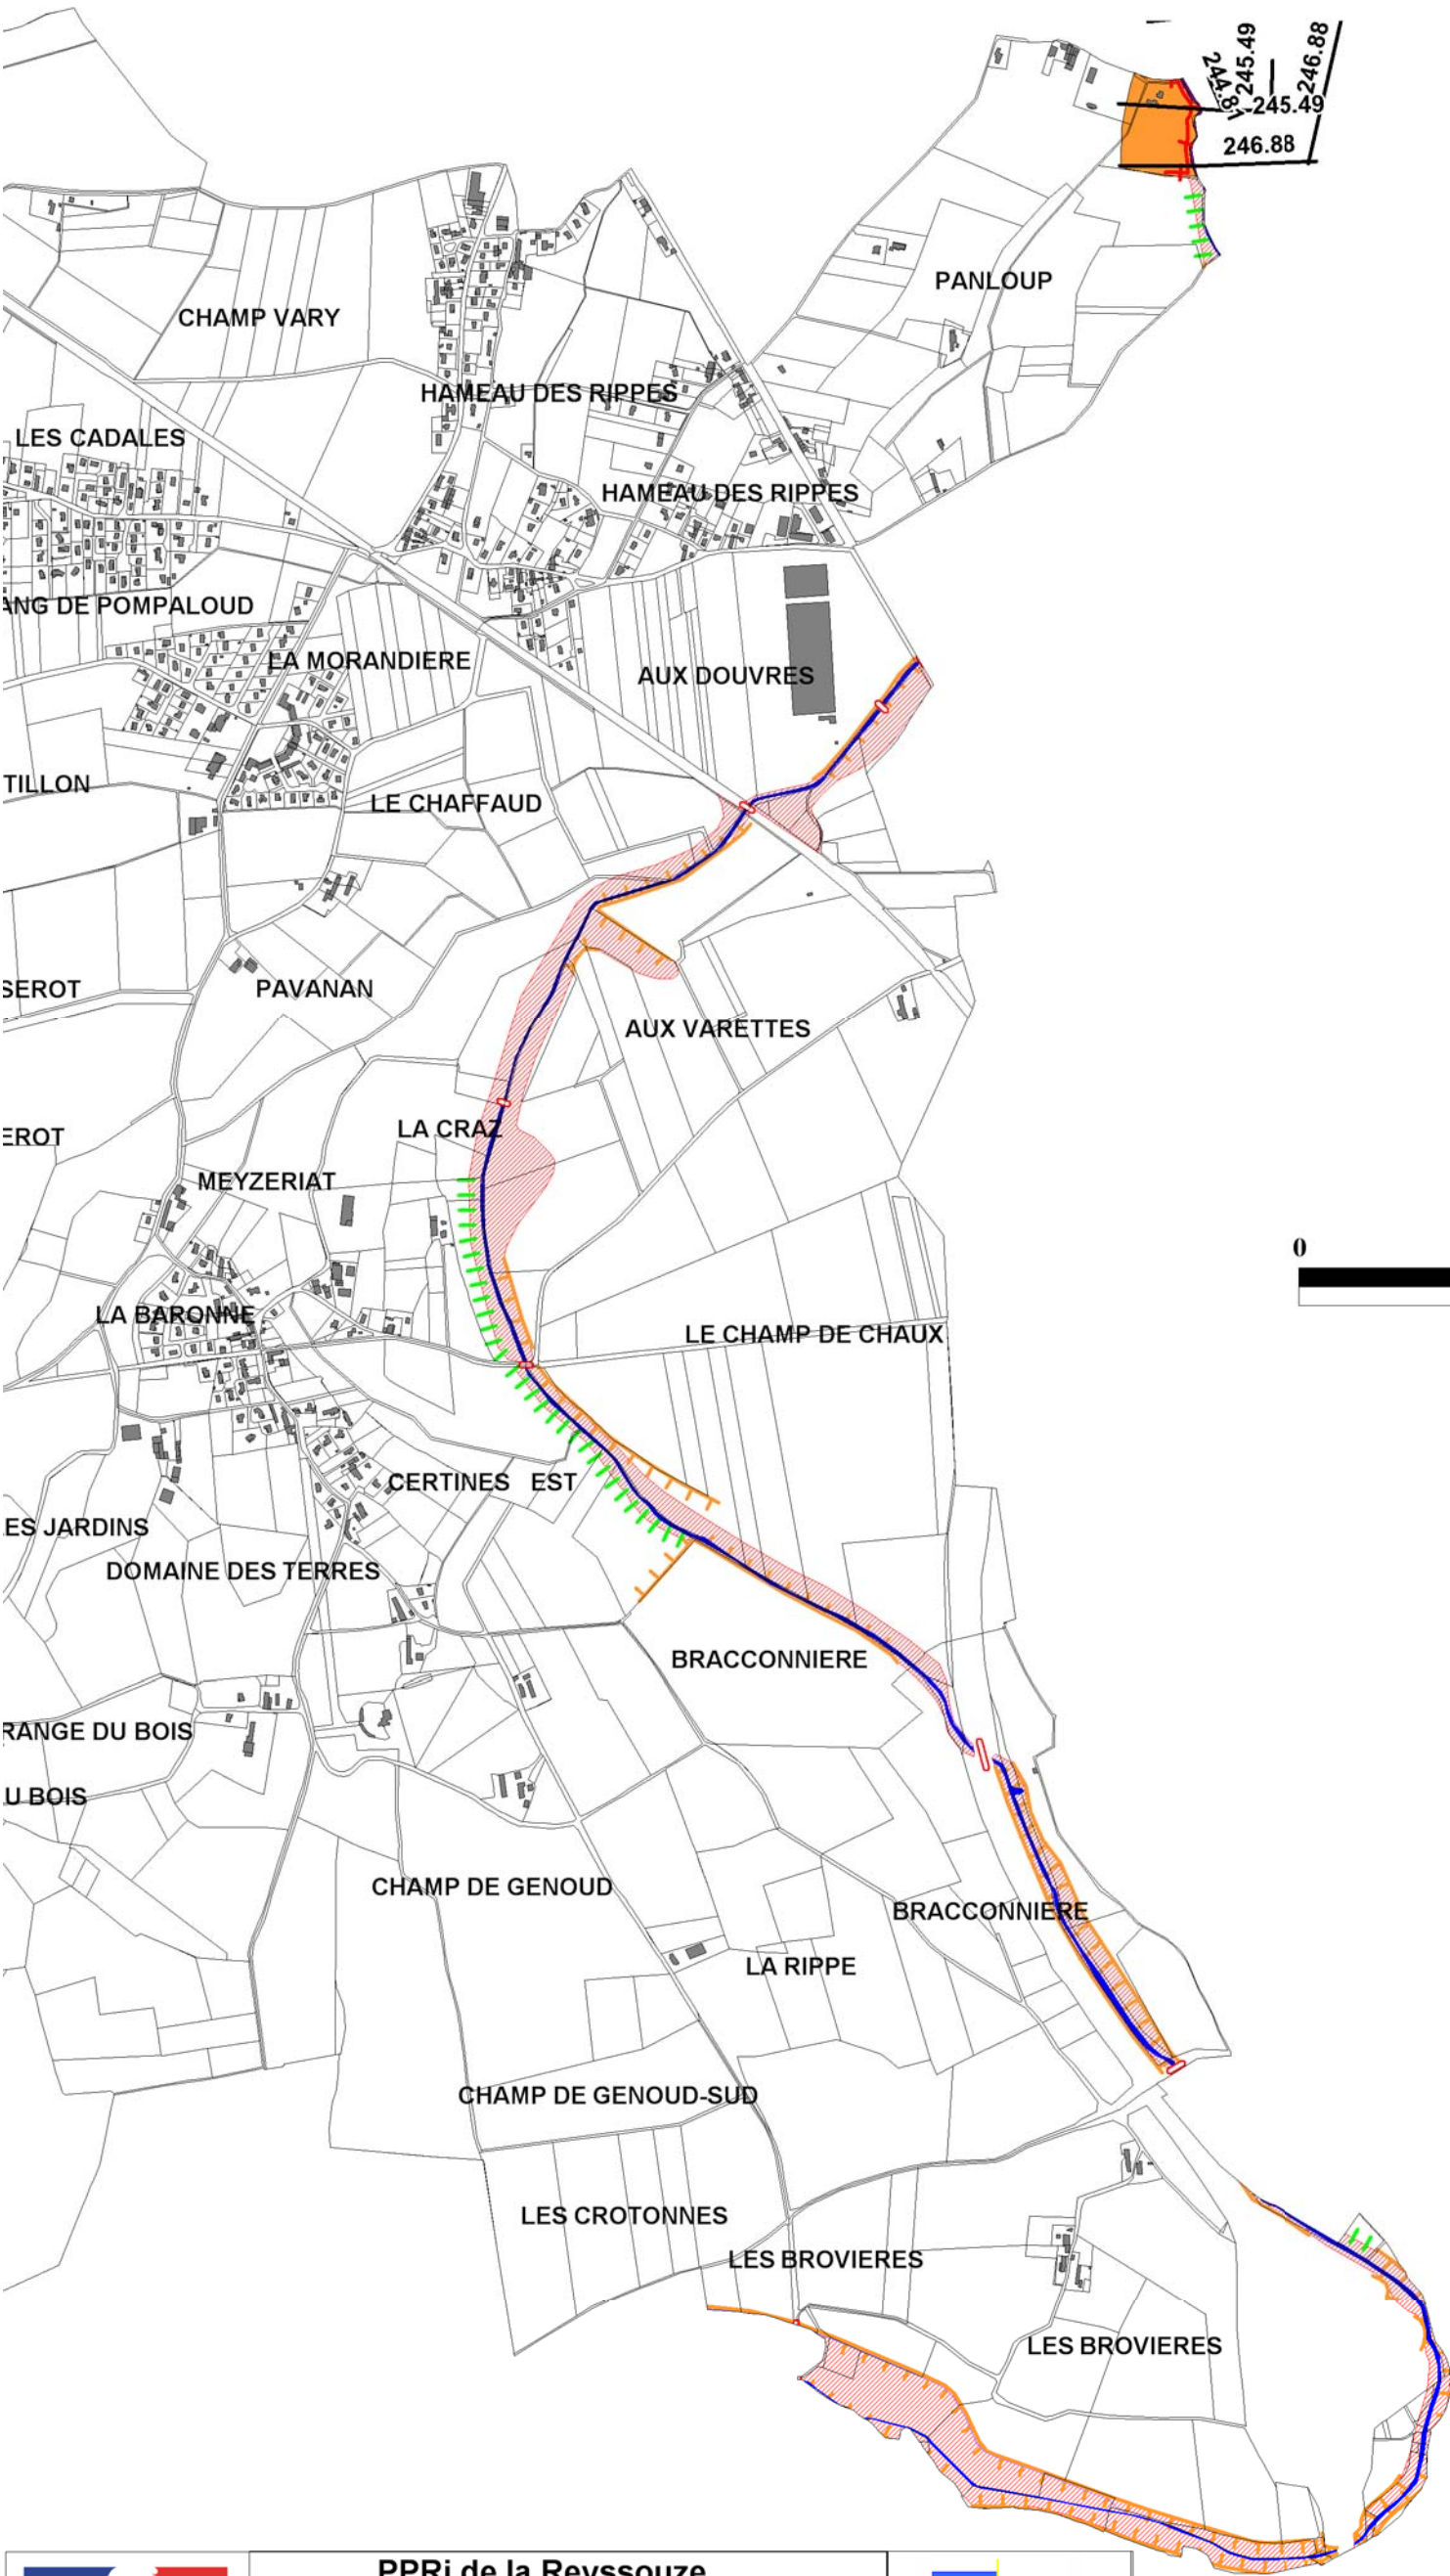 245.49
246.88
244.81
245.49
246.88
PANLOUP
CHAMP VARY
HAMEAU DES RIPPES
LES CADALES
HAMEAU DES RIPPES
ANG DE POMPALOUD
LA MORANDIERE
AUX DOUVRES
TILLON
LE CHAFFAUD
SEROT
PAVANAN
AUX VARETTES
EROT
LA CRAZ
MEYZERIAT
0
LA BARONNE
LE CHAMP DE CHAUX
CERTINES EST
ES JARDINS
DOMAINE DES TERRES
BRACCONNIERE
RANGE DU BOIS
U BOIS
CHAMP DE GENOUD
BRACCONNIERE
LA RIPPE
CHAMP DE GENOUD-SUD
LES CROTONNES
LES BROVIERES
LES BROVIERES
PPRi de la Reyssouze